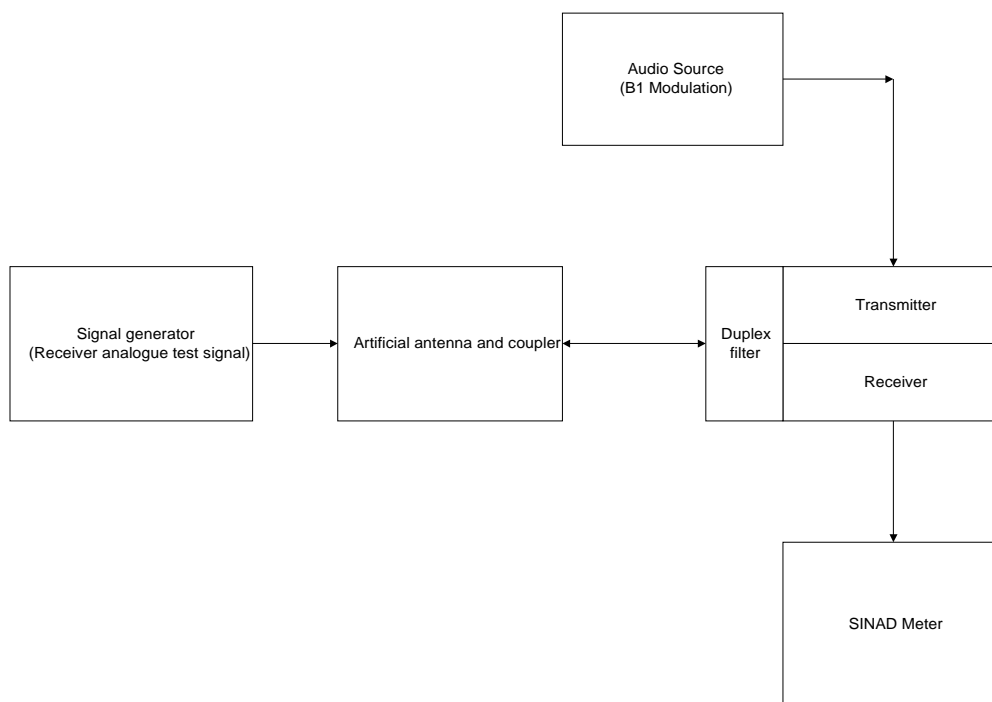 Audio Source
(B1 Modulation)
Signal generator
(Receiver analogue test signal)
Artificial antenna and coupler
Duplex
filter
Transmitter
Receiver
SINAD Meter